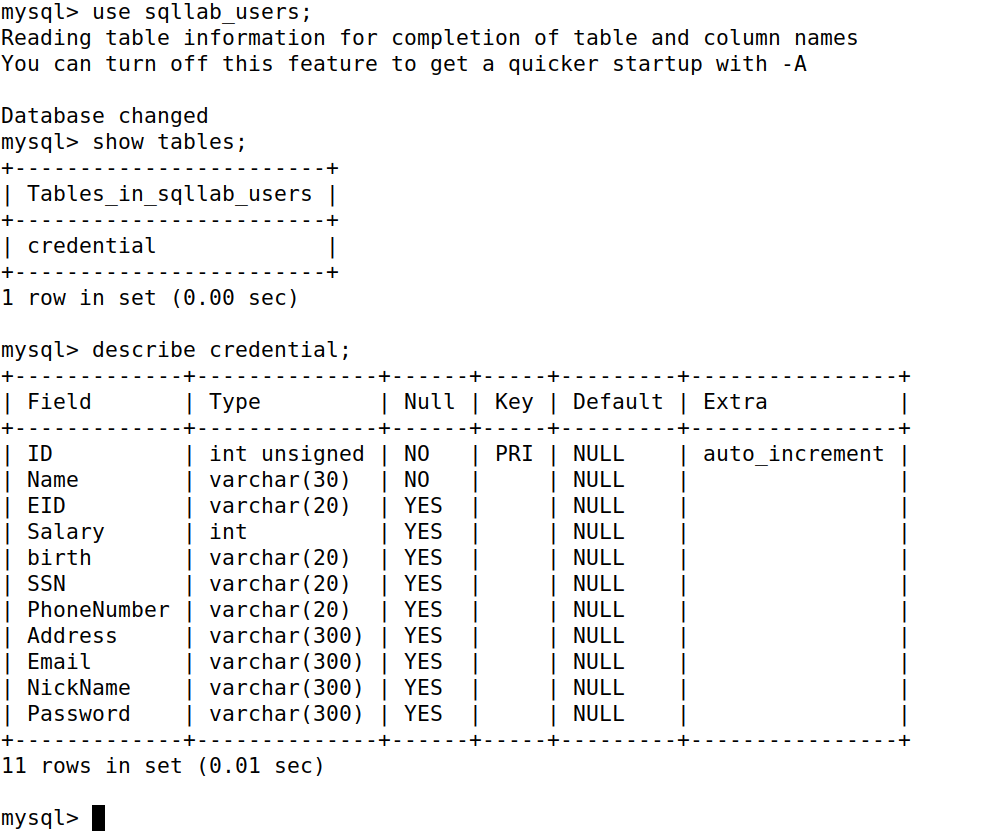 mysql> use sqllab_users;
Reading table information for completion of table and column names
You can turn off this feature to get a quicker startup with -A

Database changed
mysql> show tables;
+------------------------+
| Tables_in_sqllab_users |
+------------------------+
| credential             |
+------------------------+
1 row in set (0.00 sec)

mysql> describe credential;
+-------------+--------------+------+-----+---------+----------------+
| Field       | Type         | Null | Key | Default | Extra          |
+-------------+--------------+------+-----+---------+----------------+
| ID          | int unsigned | NO   | PRI | NULL    | auto_increment |
| Name        | varchar(30)  | NO   |     | NULL    |                |
| EID         | varchar(20)  | YES  |     | NULL    |                |
| Salary      | int          | YES  |     | NULL    |                |
| birth       | varchar(20)  | YES  |     | NULL    |                |
| SSN         | varchar(20)  | YES  |     | NULL    |                |
| PhoneNumber | varchar(20)  | YES  |     | NULL    |                |
| Address     | varchar(300) | YES  |     | NULL    |                |
| Email       | varchar(300) | YES  |     | NULL    |                |
| NickName    | varchar(300) | YES  |     | NULL    |                |
| Password    | varchar(300) | YES  |     | NULL    |                |
+-------------+--------------+------+-----+---------+----------------+
11 rows in set (0.01 sec)

mysql>